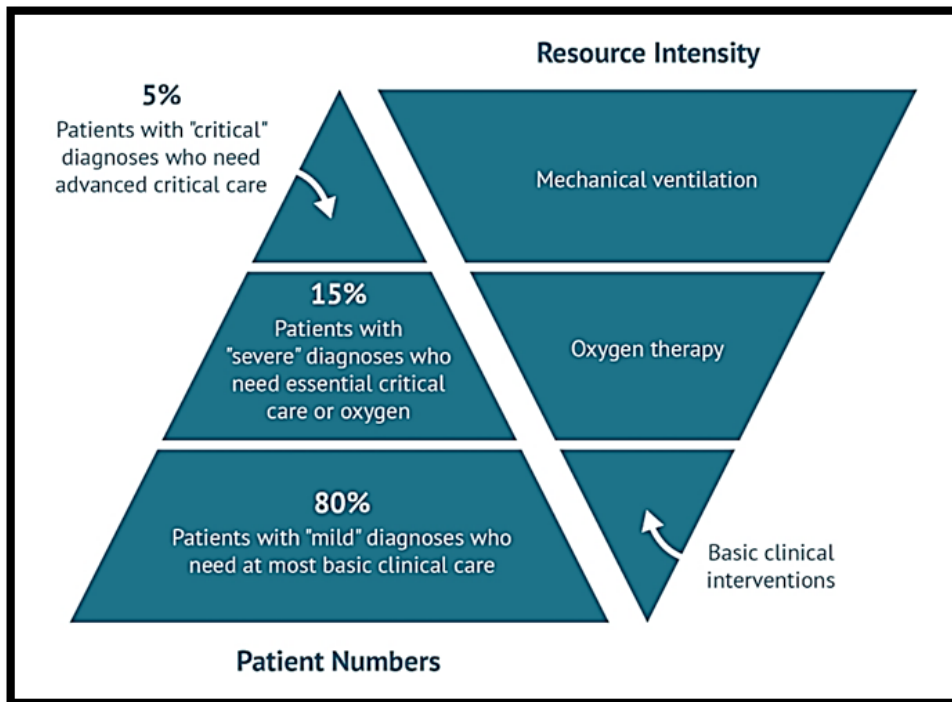 Resource Intensity
5%
Patients with "critical"
diagnoses who need
advanced critical care
Mechanical ventilation
15%
Patients with
"severe" diagnoses who
need essential critical
care or oxygen
Oxygen therapy
80%
Patients with "mild" diagnoses who
need at most basic clinical care
Basic clinical
interventions
Patient Numbers